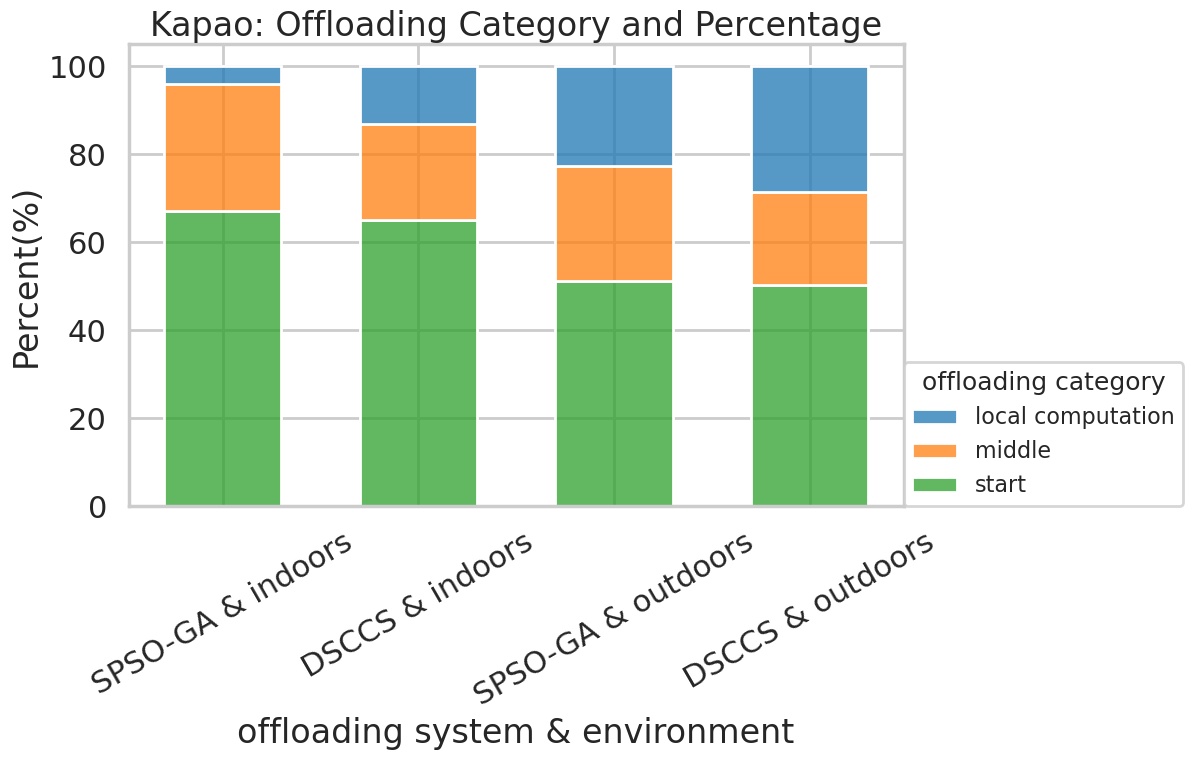 Kapao: Offloading Category and Percentage
Percent(%)
100
80
60
40
20
0
offloading category
local computation
middle
start
SPSO-GA & indoors
DSCCS & indoors
SPSO-GA & outdoors
DSCCS & outdoors
offloading system & environment